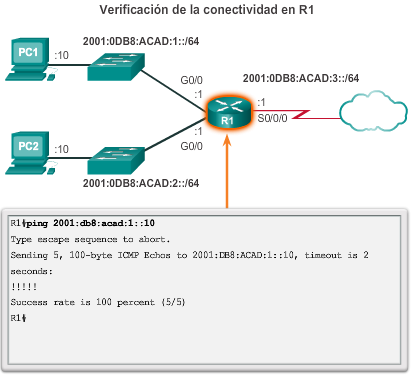 Verificación de la conectividad en R1
PC1
:10
2001:0DB8:ACAD:1::/64
G0/0
:1
2001:0DB8:ACAD:3::/64
:1
S0/0/0
R1
:1
G0/0
PC2
:10
2001:0DB8:ACAD:2::/64
R1#ping 2001:db8:acad:1::10
Type escape sequence to abort.
Sending 5, 100-byte ICMP Echos to 2001:DB8:ACAD:1::10, timeout is 2
seconds:
!!!!!
Success rate is 100 percent (5/5)
R1#